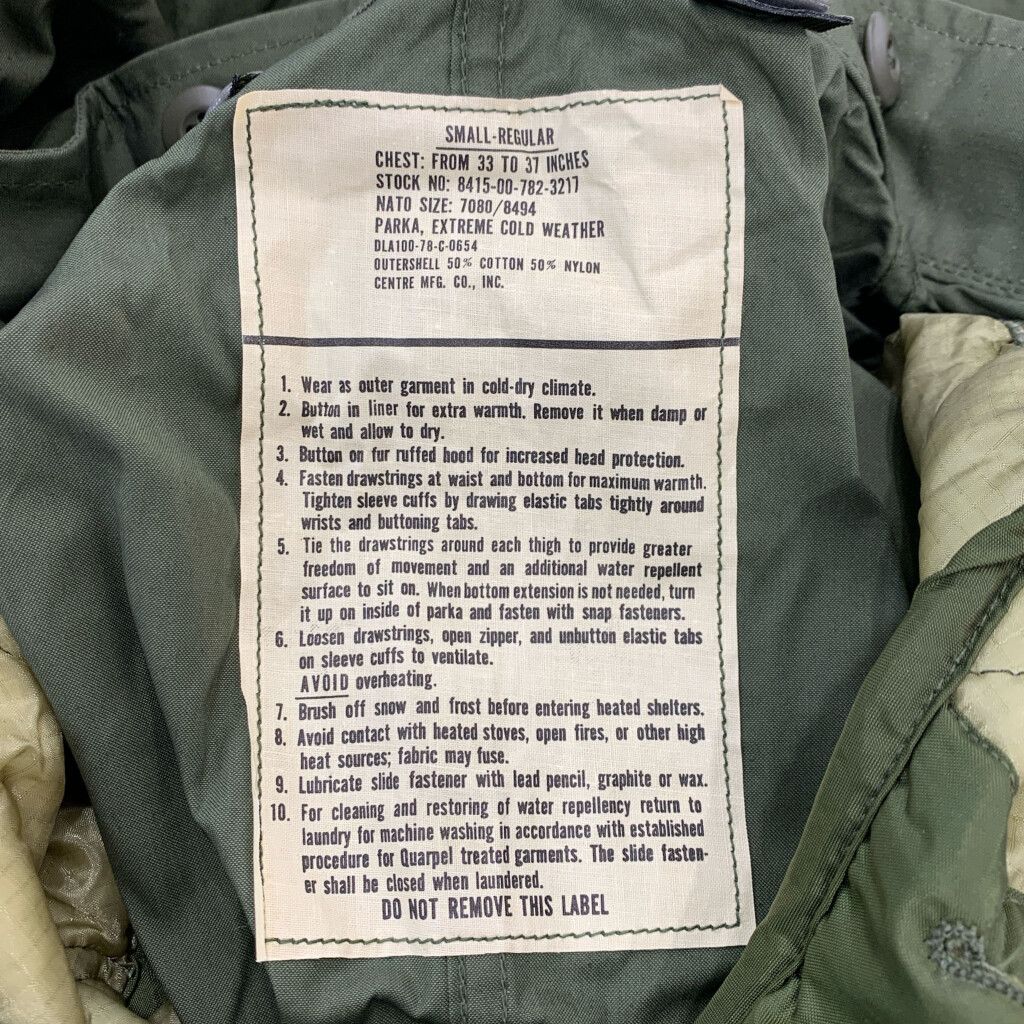 SMALL-REGULAR
CHEST: FROM 33 TO 37 INCHES
STOCK NO: 8415-00-782-3217
NATO SIZE: 7080/8494
PARKA, EXTREME COLD WEATHER
DLA100-78-C-0654
OUTERSHELL 50% COTTON 50% NYLON
CENTRE MFG. CO., INC.
1. Wear as outer garment in cold-dry climate.
2. Button in liner for extra warmth. Remove it when damp or
wet and allow to dry.
3. Button on fur ruffed hood for increased head protection.
4. Fasten drawstrings at waist and bottom for maximum warmth.
Tighten sleeve cuffs by drawing elastic tabs tightly around
wrists and buttoning tabs.
5. Tie the drawstrings around each thigh to provide greater
freedom of movement and an additional water repellent
surface to sit on. When bottom extension is not needed, turn
it up on inside of parka and fasten with snap fasteners.
6. Loosen drawstrings, open zipper, and unbutton elastic tabs
on sleeve cuffs to ventilate.
AVOID overheating.
7. Brush off snow and frost before entering heated shelters.
8. Avoid contact with heated stoves, open fires, or other high
heat sources; fabric may fuse.
9. Lubricate slide fastener with lead pencil, graphite or wax.
10. For cleaning and restoring of water repellency return to
laundry for machine washing in accordance with established
procedure for Quarpel treated garments. The slide fasten-
er shall be closed when laundered.
DO NOT REMOVE THIS LABEL